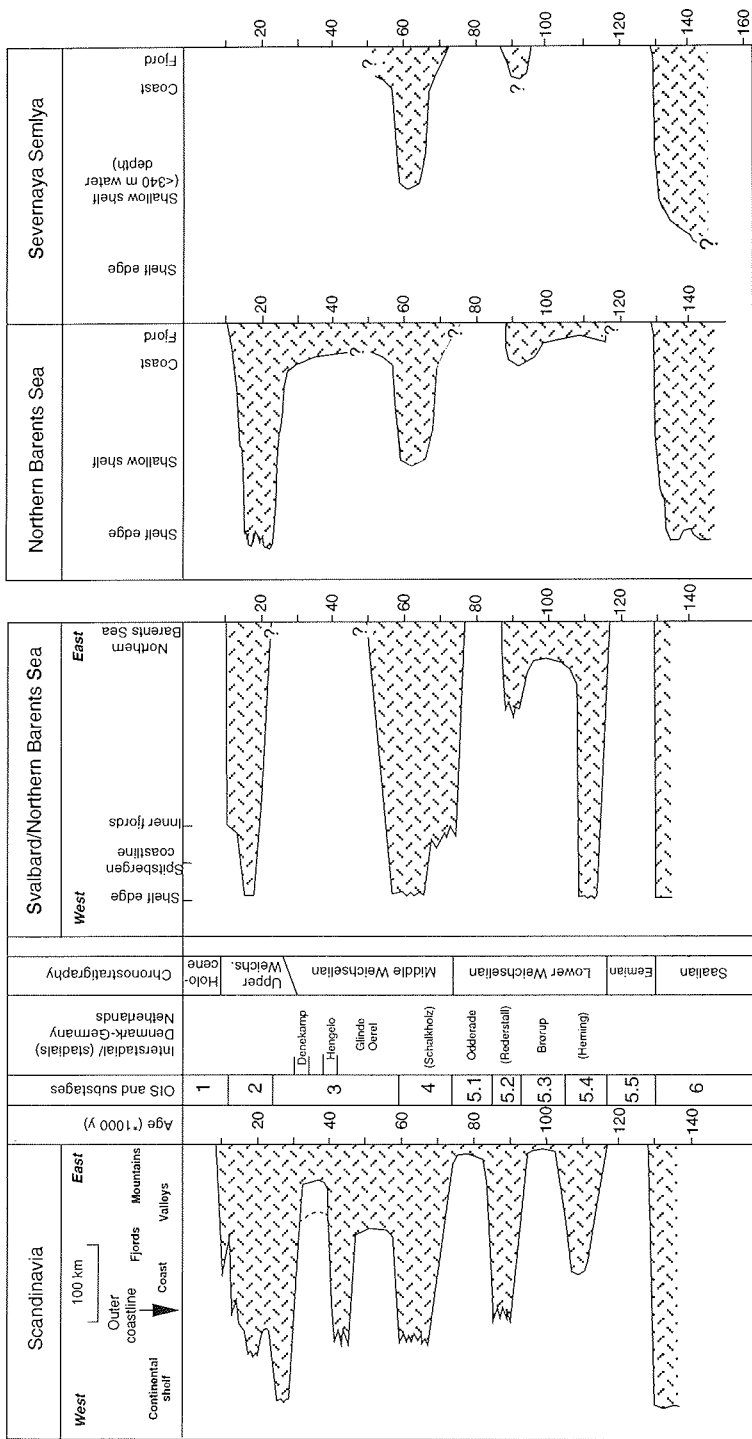 Scandinavia
West
East
Continental
shelf
Outer
coastline
100 km
Coast
Fjords
Valleys
Mountains
20
40
60
80
100
120
140
Age (*1000 y)
OIS and substages
1
2
3
4
5.1
5.2
5.3
5.4
5.5
6
Interstadial/ (stadials)
Denmark-Germany
Netherlands
Denekamp
Hengelo
Glinde
Oerel
(Schalkholz)
Odderade
(Rederstall)
Brørup
(Herning)
Chronostratigraphy
Holo-
cene
Upper
Weichs.
Middle Weichselian
Lower Weichselian
Eemian
Saalian
Svalbard/Northern Barents Sea
West
East
Shelf edge
Spitsbergen
coastline
Inner fjords
Northern
Barents Sea
?
?
20
40
60
80
100
120
140
Northern Barents Sea
Shelf edge
Shallow shelf
Coast
Fjord
?
?
?
?
20
40
60
80
100
120
140
Severnaya Semlya
Shelf edge
Shallow shelf
(<340 m water
depth)
Coast
Fjord
?
?
?
?
?
20
40
60
80
100
120
140